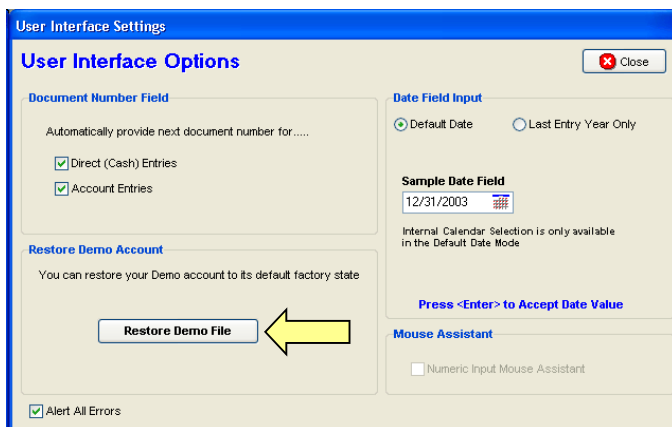 User Interface Settings
User Interface Options
Close
Document Number Field
Automatically provide next document number for.....
Direct (Cash) Entries
Account Entries
Restore Demo Account
You can restore your Demo account to its default factory state
Restore Demo File
Alert All Errors
Date Field Input
Default Date
Last Entry Year Only
Sample Date Field
12/31/2003
Internal Calendar Selection is only available
in the Default Date Mode
Press <Enter> to Accept Date Value
Mouse Assistant
Numeric Input Mouse Assistant